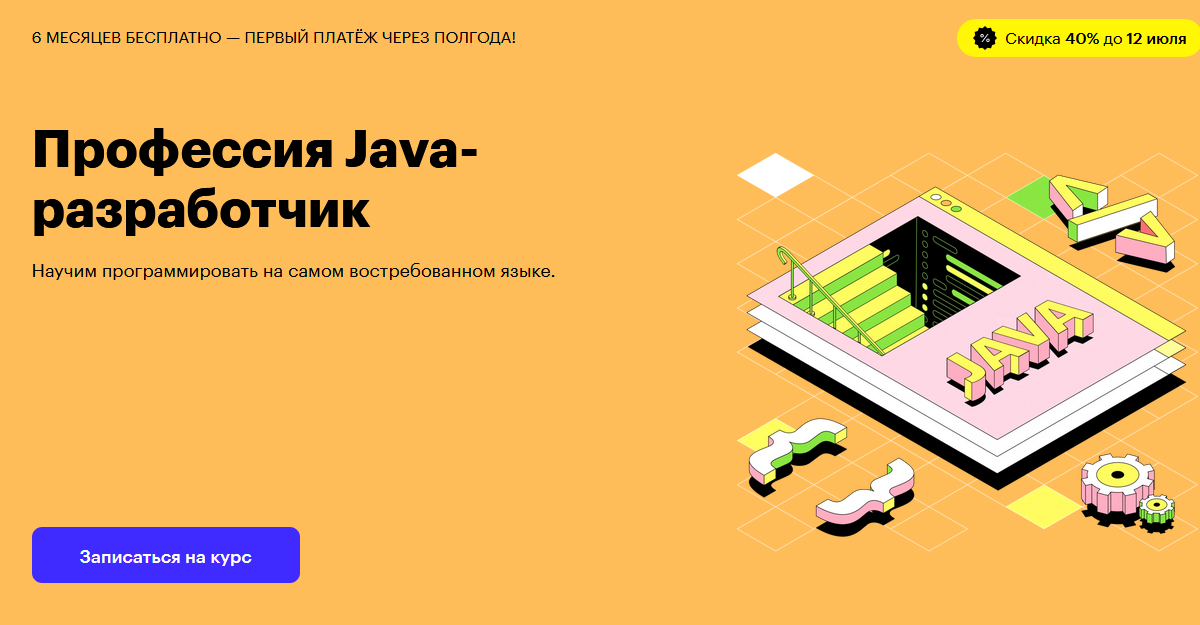 6 МЕСЯЦЕВ БЕСПЛАТНО — ПЕРВЫЙ ПЛАТЁЖ ЧЕРЕЗ ПОЛГОДА!
% Скидка 40% до 12 июля
Профессия Java-
разработчик
Научим программировать на самом востребованном языке.
JAVA
Записаться на курс